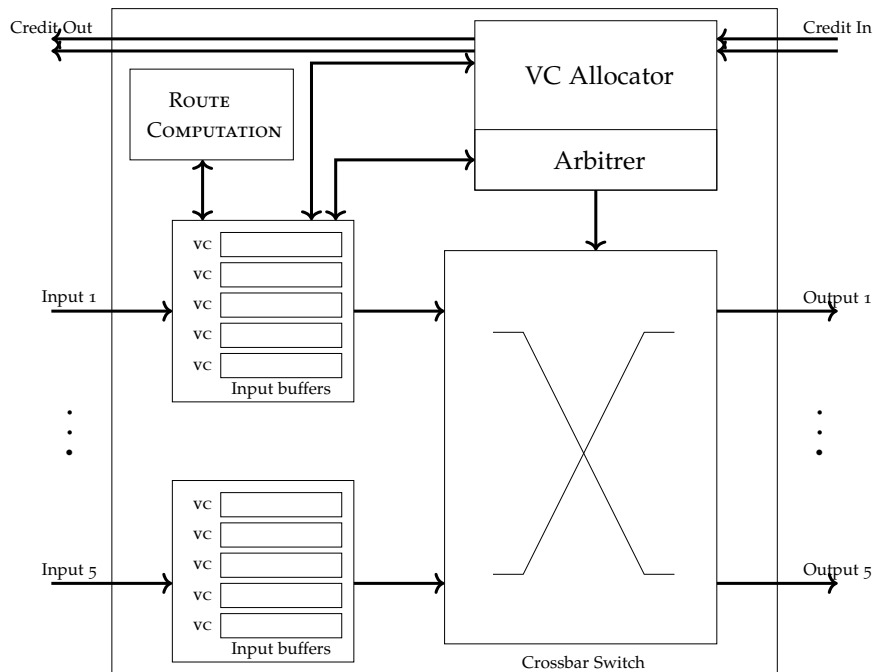 Credit Out
Credit In
VC Allocator
Route
Computation
Arbitrer
vc
vc
vc
vc
vc
Input buffers
Input 1
Output 1
vc
vc
vc
vc
vc
Input buffers
Input 5
Output 5
Crossbar Switch